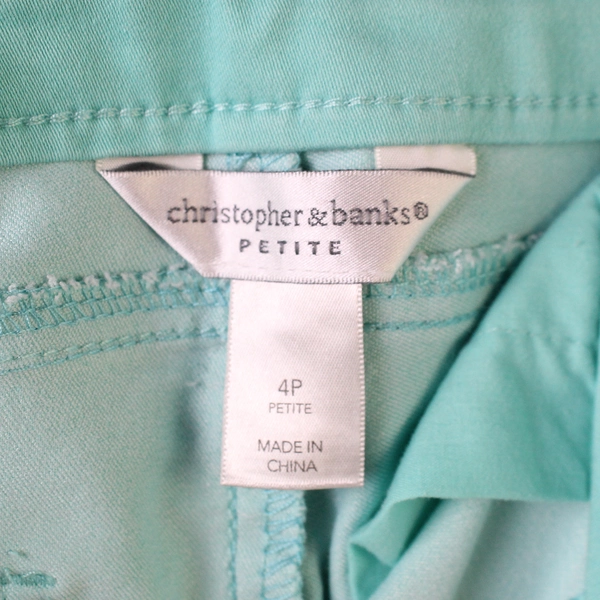 christopher & banks®
PETITE
4P
PETITE
MADE IN
CHINA